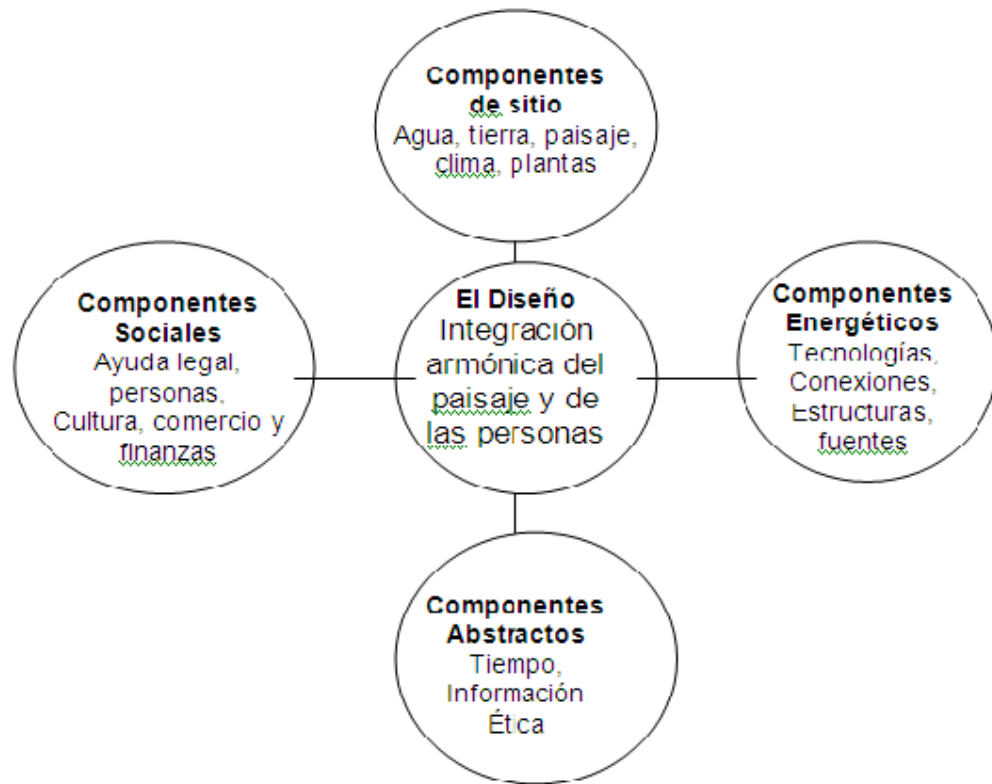 Componentes
de sitio
Agua, tierra, paisaje,
clima, plantas
Componentes
Sociales
Ayuda legal,
personas,
Cultura, comercio y
finanzas
El Diseño
Integración
armónica del
paisaje y de
las personas
Componentes
Energéticos
Tecnologías,
Conexiones,
Estructuras,
fuentes
Componentes
Abstractos
Tiempo,
Información
Ética